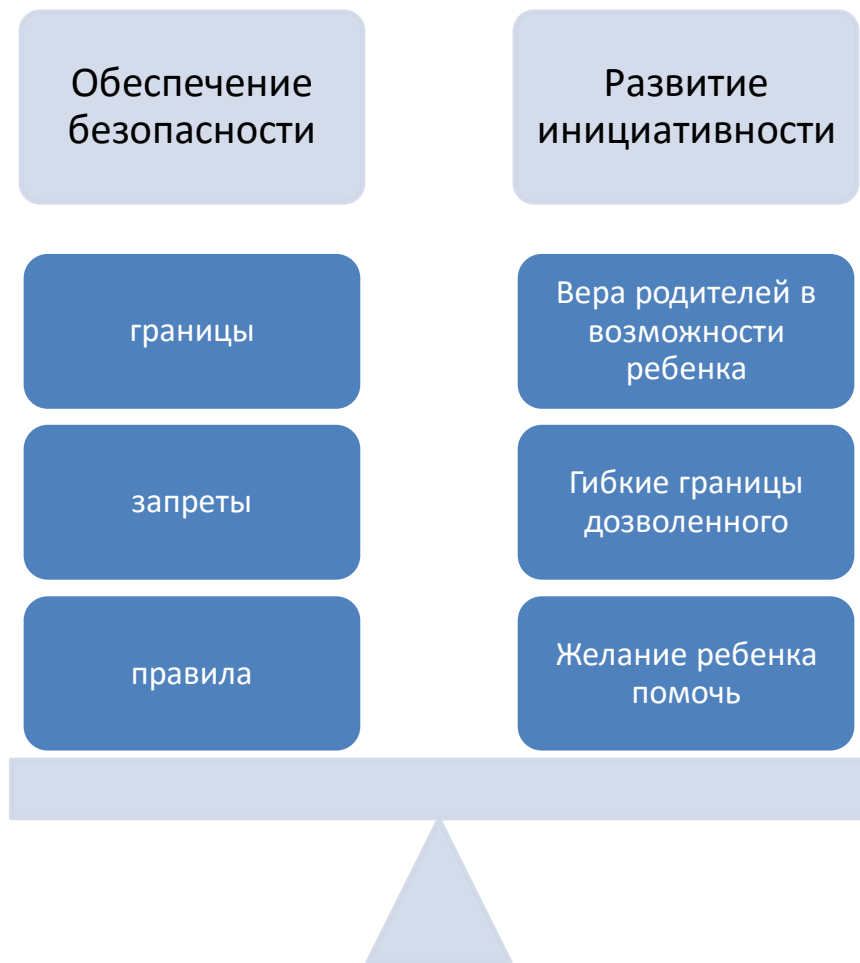 Обеспечение
безопасности
Развитие
инициативности
границы
запреты
правила
Вера родителей в
возможности
ребенка
Гибкие границы
дозволенного
Желание ребенка
помочь